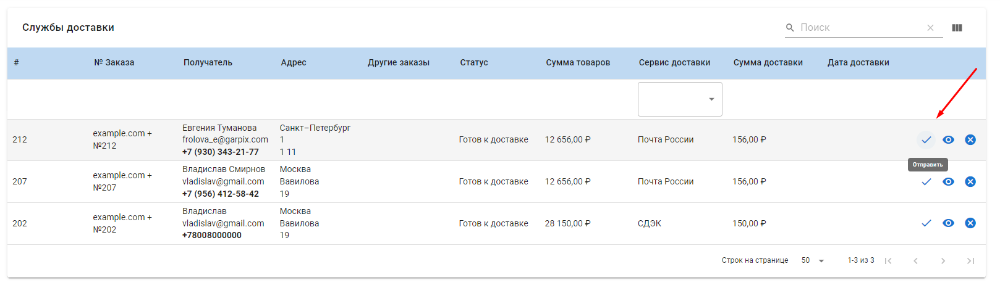 Службы доставки
Поиск
# № Заказа Получатель Адрес Другие заказы Статус Сумма товаров Сервис доставки Сумма доставки Дата доставки
Евгения Туманова Санкт–Петербург
example.com +
212 frolova_e@garpix.com 1 Готов к доставке 12 656,00 ₽ Почта России 156,00 ₽
№212
+7 (930) 343-21-77 1 11
Отправить
Владислав Смирнов Москва
example.com +
207 vladislav@gmail.com Вавилова Готов к доставке 12 656,00 ₽ Почта России 156,00 ₽
№207
+7 (956) 412-58-42 19
Владислав Москва
example.com +
202 vladislav@gmail.com Вавилова Готов к доставке 28 150,00 ₽ СДЭК 150,00 ₽
№202
+78008000000 19
Строк на странице 50 1-3 из 3